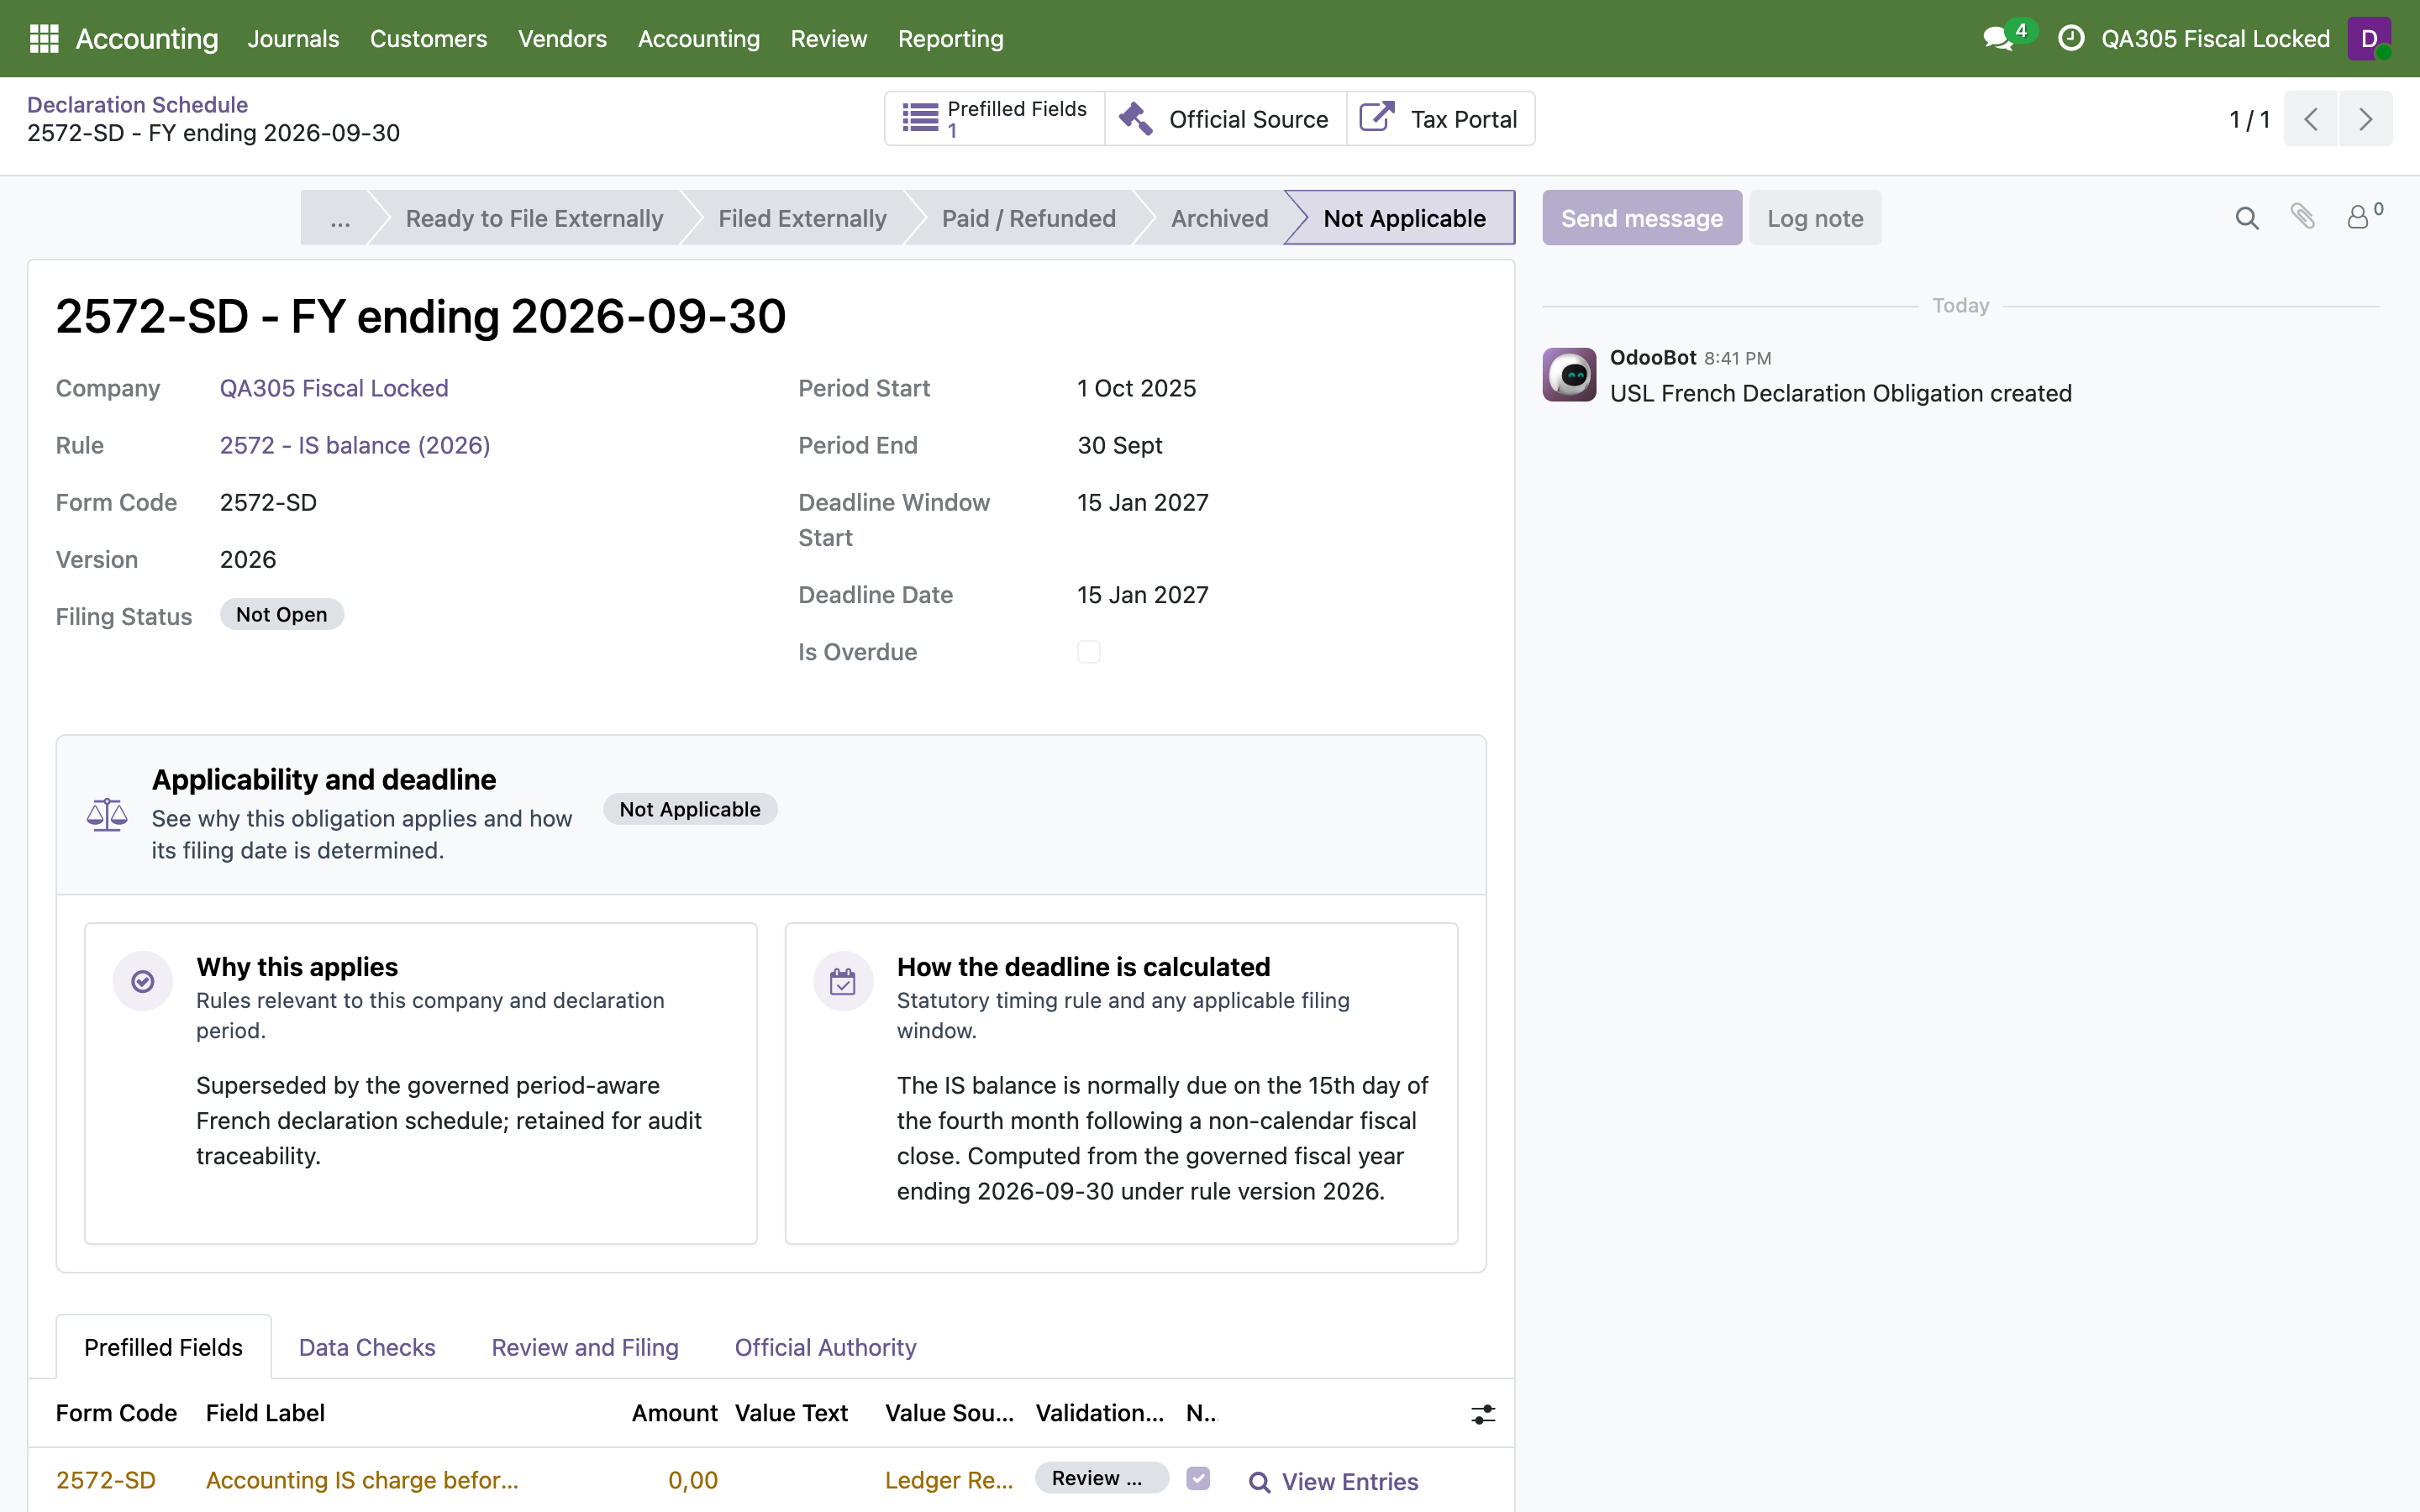 Accounting Journals Customers Vendors Accounting Review Reporting 4 QA305 Fiscal Locked D
Declaration Schedule
2572-SD - FY ending 2026-09-30
Prefilled Fields
1
Official Source
Tax Portal
1 / 1
... Ready to File Externally Filed Externally Paid / Refunded Archived Not Applicable
Send message Log note 0
2572-SD - FY ending 2026-09-30
Company QA305 Fiscal Locked
Rule 2572 - IS balance (2026)
Form Code 2572-SD
Version 2026
Filing Status Not Open
Period Start 1 Oct 2025
Period End 30 Sept
Deadline Window
Start
15 Jan 2027
Deadline Date 15 Jan 2027
Is Overdue
Today
OdooBot 8:41 PM
USL French Declaration Obligation created
Applicability and deadline
See why this obligation applies and how
its filing date is determined.
Not Applicable
Why this applies
Rules relevant to this company and declaration
period.
Superseded by the governed period-aware
French declaration schedule; retained for audit
traceability.
How the deadline is calculated
Statutory timing rule and any applicable filing
window.
The IS balance is normally due on the 15th day of
the fourth month following a non-calendar fiscal
close. Computed from the governed fiscal year
ending 2026-09-30 under rule version 2026.
Prefilled Fields Data Checks Review and Filing Official Authority
Form Code Field Label Amount Value Text Value Sou... Validation... N...
2572-SD Accounting IS charge befor... 0,00 Ledger Re... Review ... View Entries